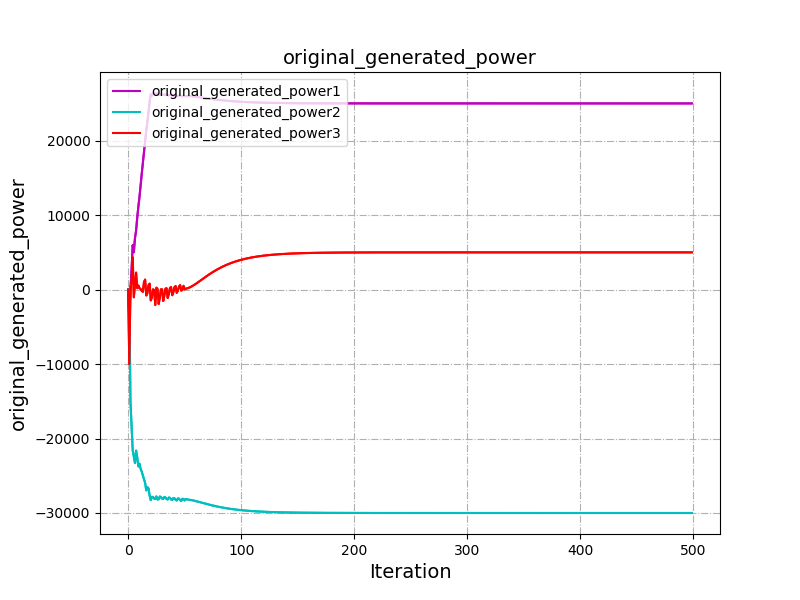 original_generated_power
original_generated_power1
original_generated_power2
original_generated_power3
original_generated_power
20000
10000
0
−10000
−20000
−30000
0 100 200 300 400 500
Iteration